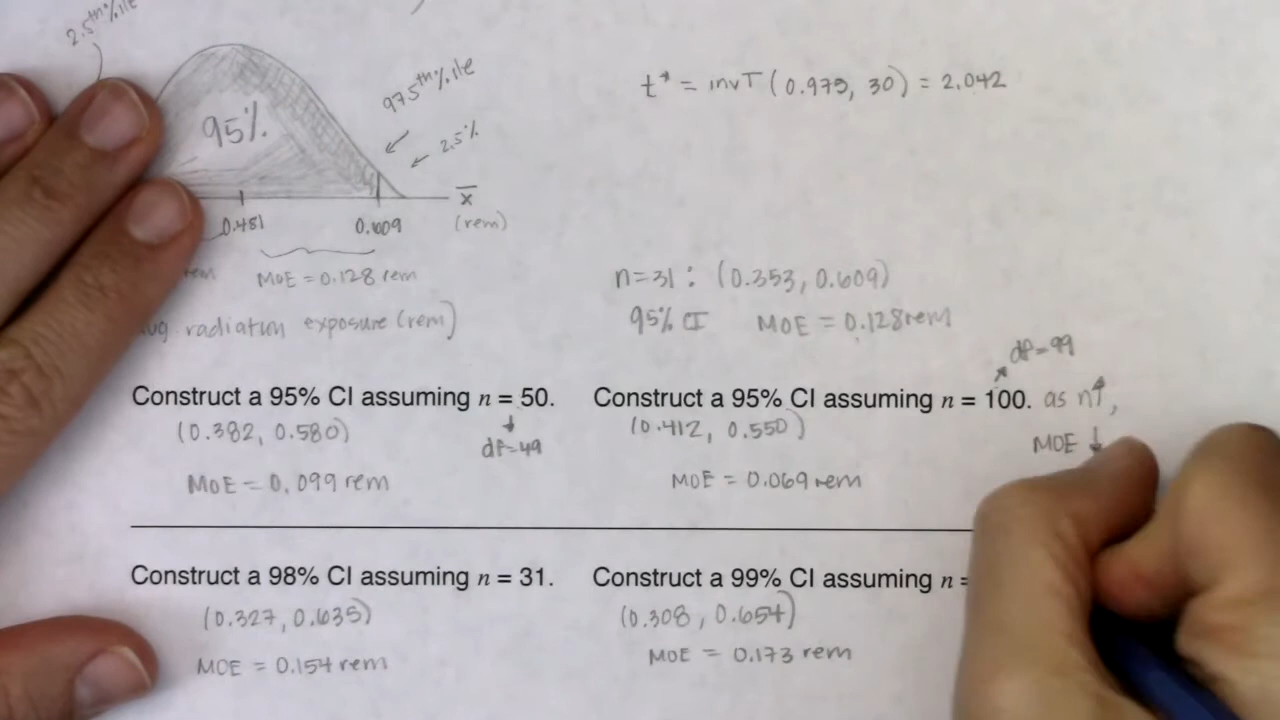 2.5th%ile
t* = invT (0.975, 30) = 2.042
97.5th%ile
95%
2.5%
x̄
0.481 0.609 (rem)
rem MOE = 0.128 rem
n=31 : (0.353, 0.609)
radiation exposure (rem)]
95% CI MOE = 0.128 rem
df=99
Construct a 95% CI assuming n = 50.
(0.382, 0.580)
df=49
MOE = 0.099 rem
Construct a 95% CI assuming n = 100. as n↑,
(0.412, 0.550)
MOE ↓
MOE = 0.069 rem
Construct a 98% CI assuming n = 31.
(0.327, 0.635)
MOE = 0.154 rem
Construct a 99% CI assuming n =
(0.308, 0.654)
MOE = 0.173 rem